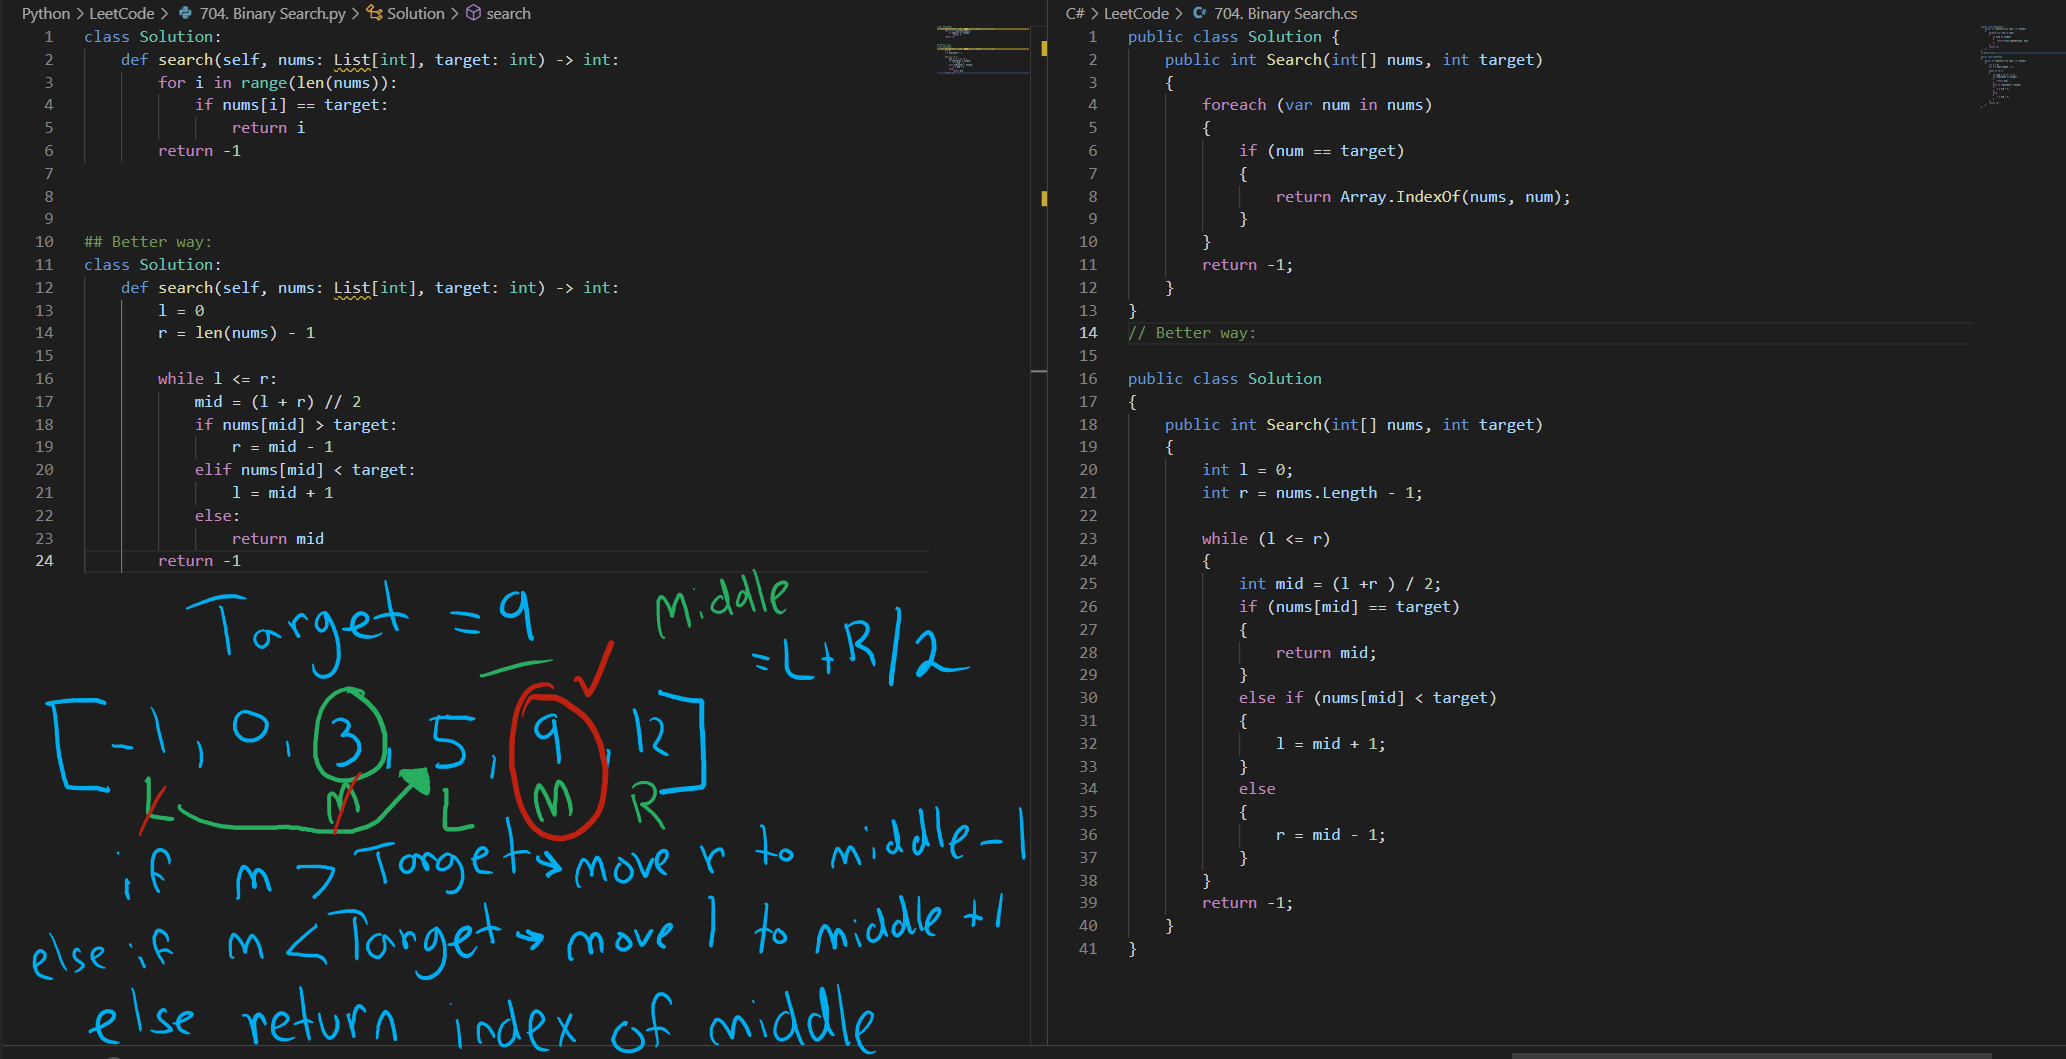 Python > LeetCode > 704. Binary Search.py > Solution > search
1 class Solution:
2 def search(self, nums: List[int], target: int) -> int:
3 for i in range(len(nums)):
4 if nums[i] == target:
5 return i
6 return -1
7
8
9
10 ## Better way:
11 class Solution:
12 def search(self, nums: List[int], target: int) -> int:
13 l = 0
14 r = len(nums) - 1
15
16 while l <= r:
17 mid = (l + r) // 2
18 if nums[mid] > target:
19 r = mid - 1
20 elif nums[mid] < target:
21 l = mid + 1
22 else:
23 return mid
24 return -1
Target = 9
Middle
= L+R/2
[-1, 0, 3, 5, 9, 12]
L M L M R
if m > Target → move r to middle-1
else if m < Target → move l to middle +1
else return index of middle
C# > LeetCode > 704. Binary Search.cs
1 public class Solution {
2 public int Search(int[] nums, int target)
3 {
4 foreach (var num in nums)
5 {
6 if (num == target)
7 {
8 return Array.IndexOf(nums, num);
9 }
10 }
11 return -1;
12 }
13 }
14 // Better way:
15
16 public class Solution
17 {
18 public int Search(int[] nums, int target)
19 {
20 int l = 0;
21 int r = nums.Length - 1;
22
23 while (l <= r)
24 {
25 int mid = (l +r ) / 2;
26 if (nums[mid] == target)
27 {
28 return mid;
29 }
30 else if (nums[mid] < target)
31 {
32 l = mid + 1;
33 }
34 else
35 {
36 r = mid - 1;
37 }
38 }
39 return -1;
40 }
41 }